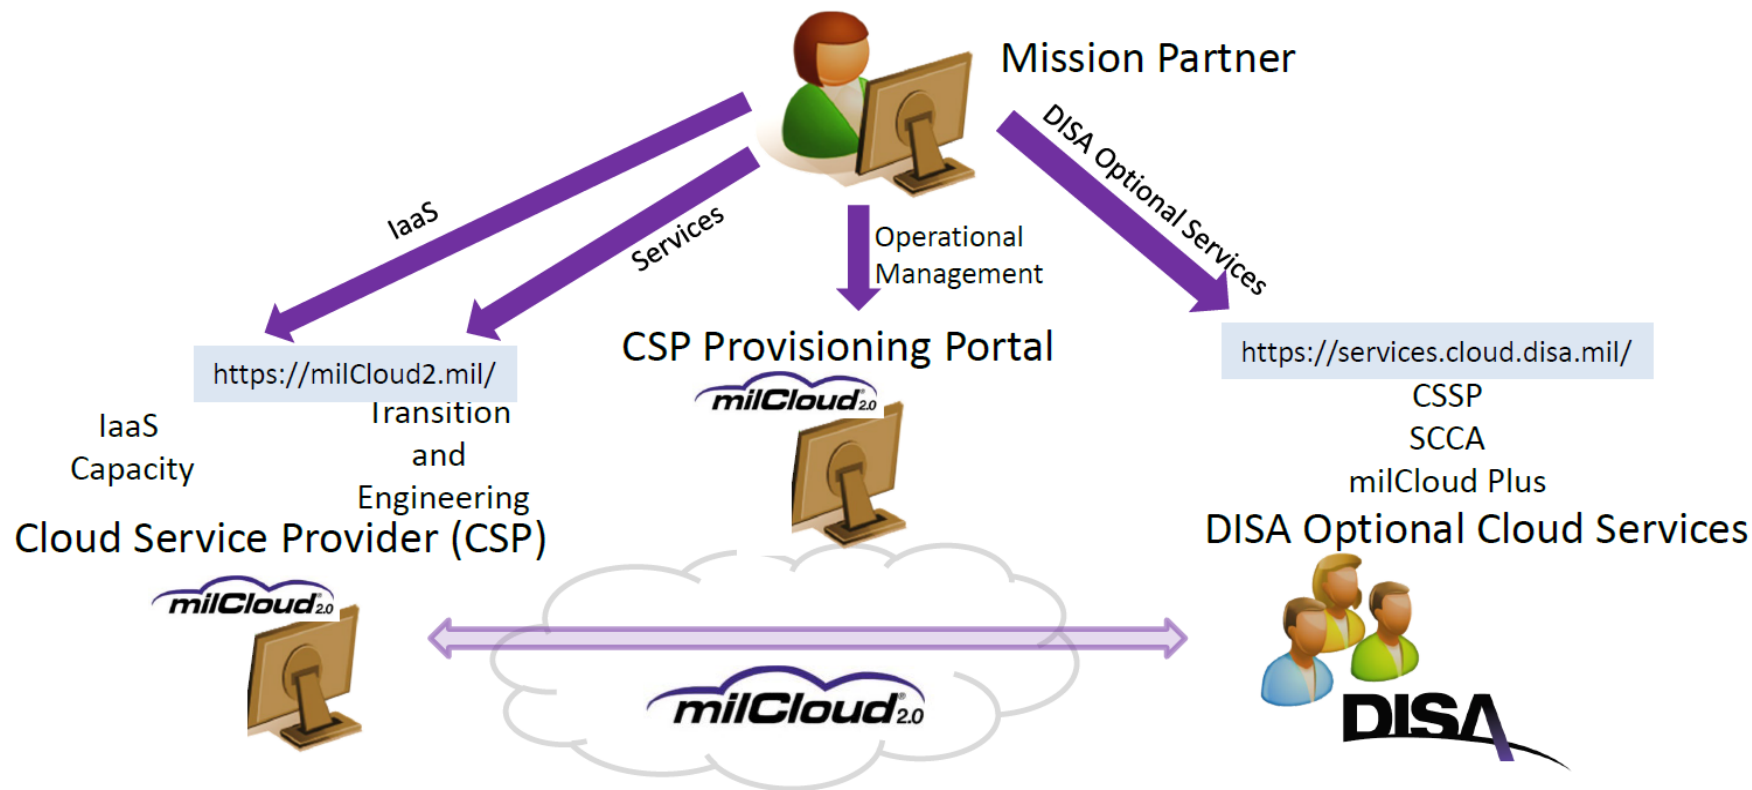 Mission Partner
IaaS
Services
Operational
Management
DISA Optional Services
https://milCloud2.mil/
CSP Provisioning Portal
milCloud® 2.0
https://services.cloud.disa.mil/
IaaS
Capacity
Transition
and
Engineering
CSSP
SCCA
milCloud Plus
Cloud Service Provider (CSP)
DISA Optional Cloud Services
milCloud® 2.0
milCloud® 2.0
DISA